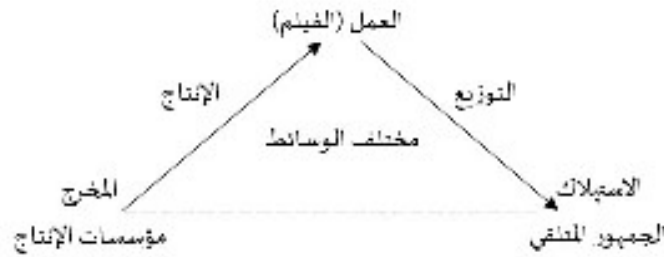 العمل (الفيلم)
الإنتاج
التوزيع
مختلف الوسائط
المخرج
الاستهلاك
مؤسسات الإنتاج
الجمهور المتلقي